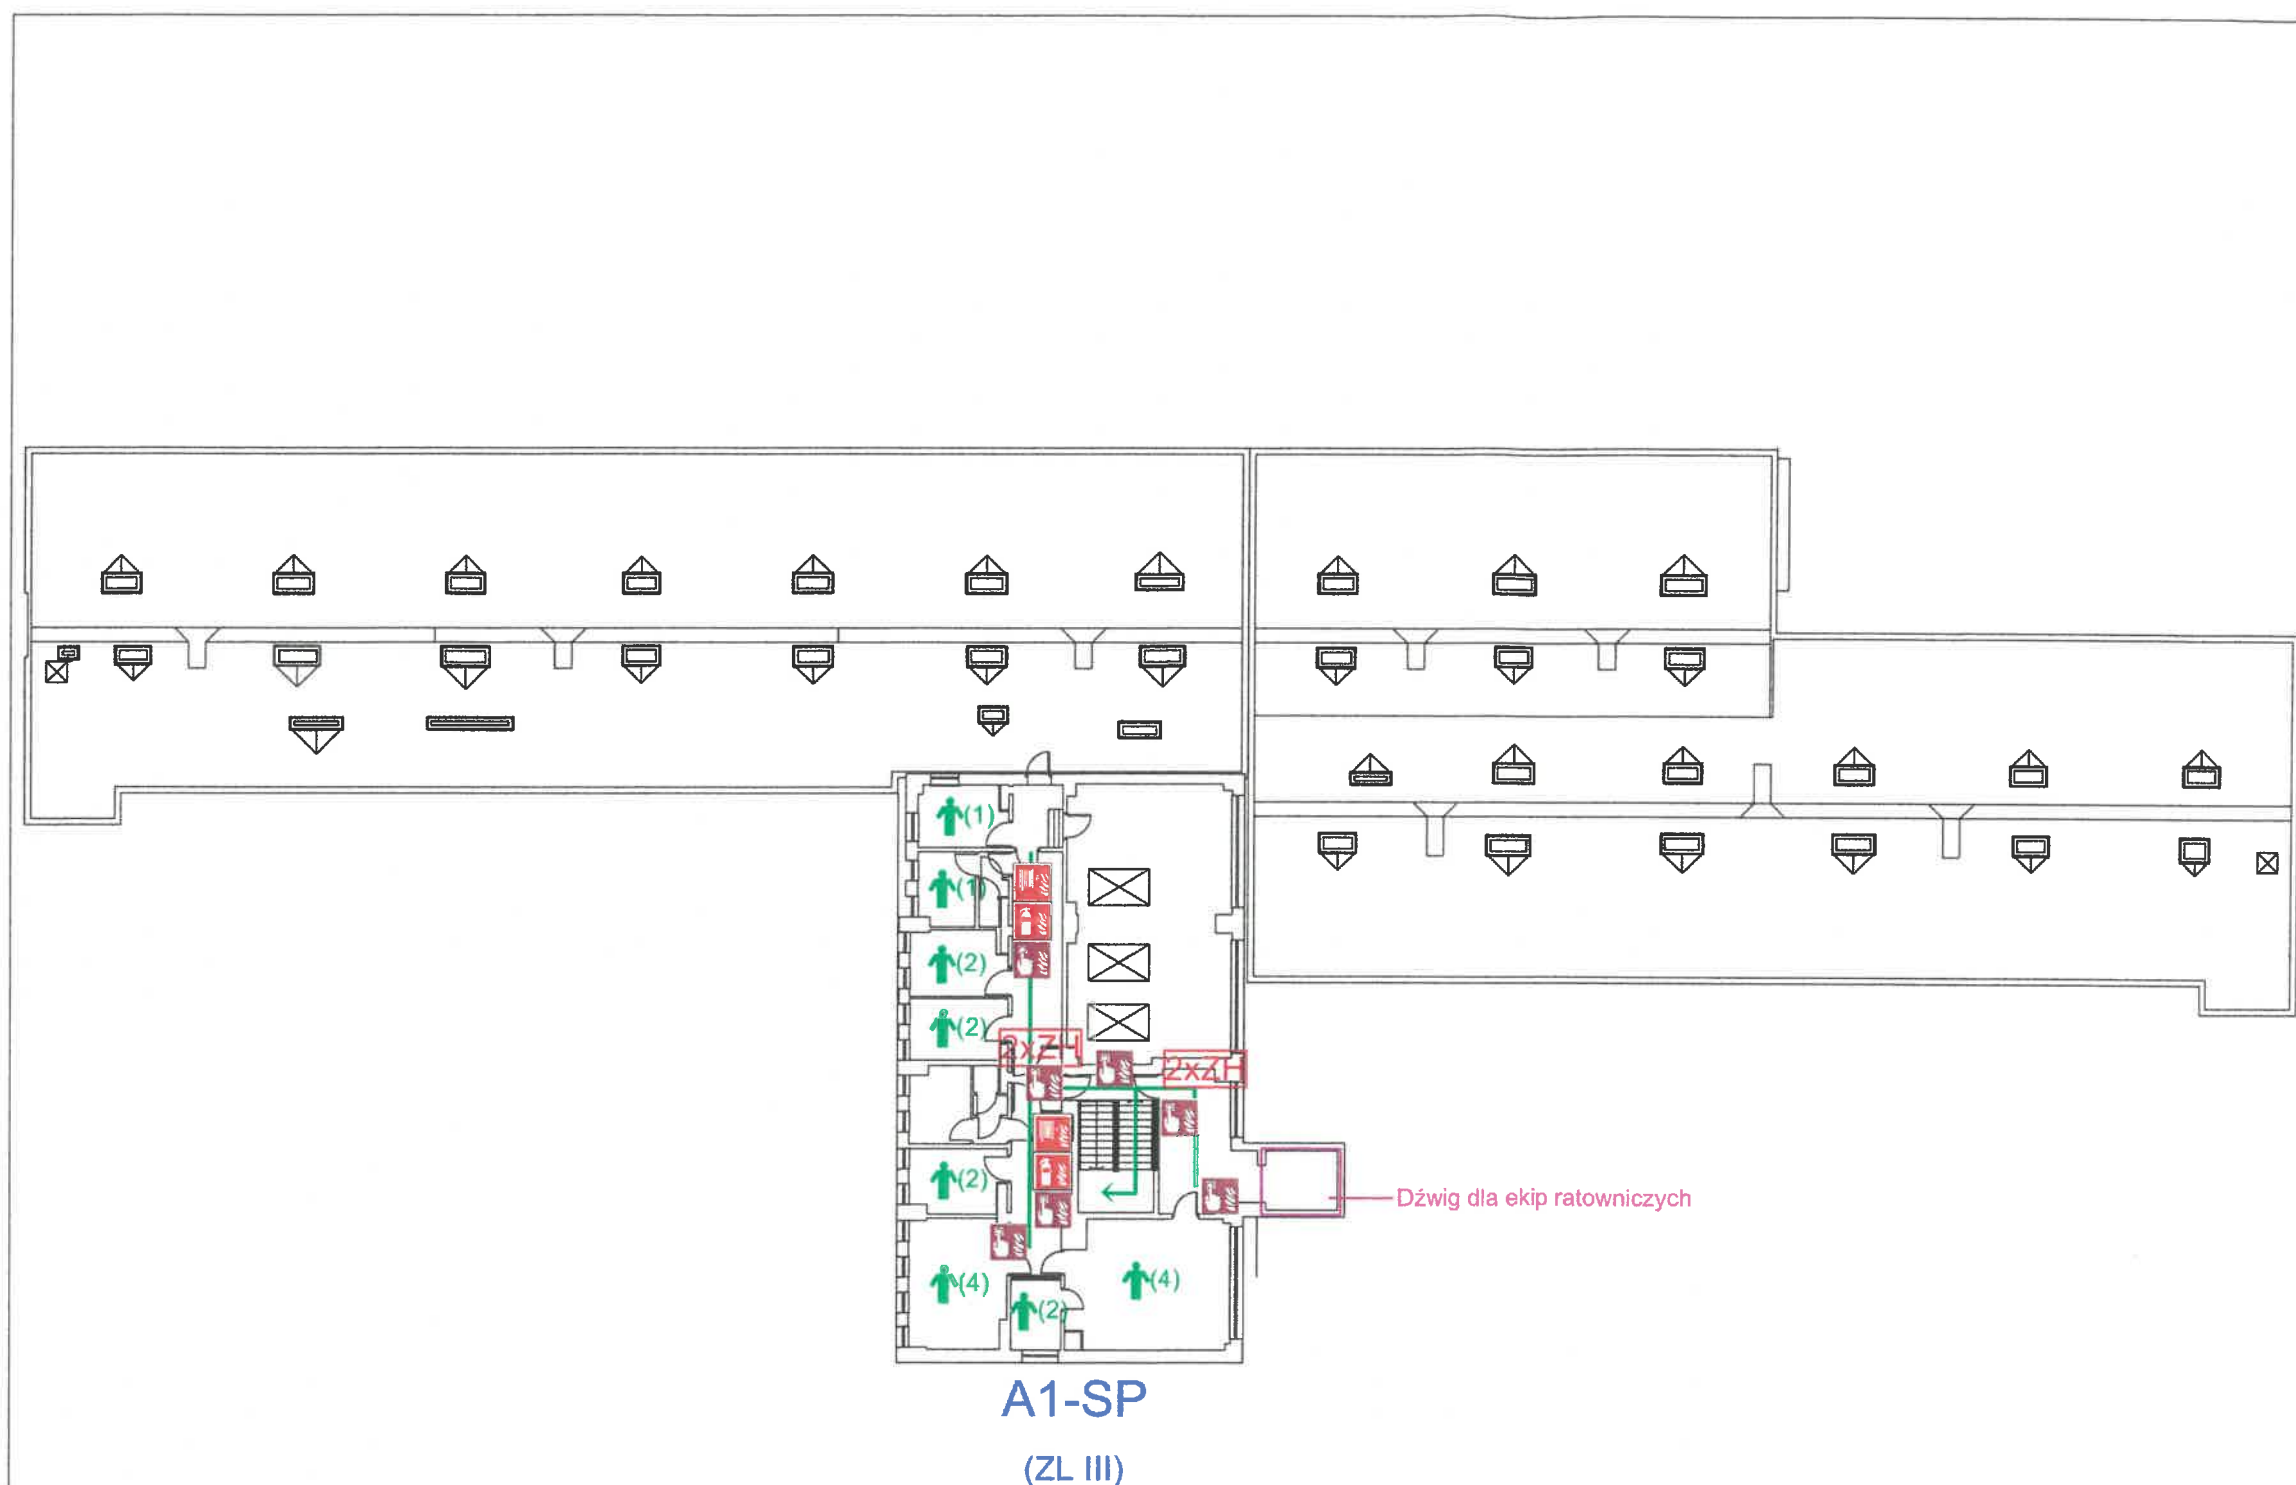 (1)
(1)
(2)
(2)
2xZH
2xZH
(2)
Dźwig dla ekip ratowniczych
(4)
(4)
(2)
A1-SP
(ZL III)